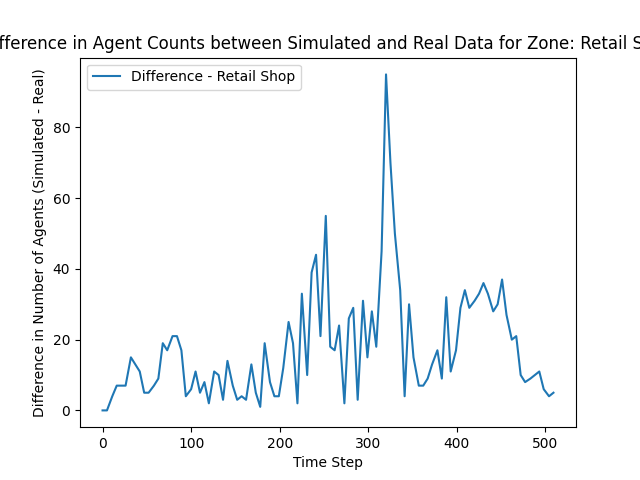 fference in Agent Counts between Simulated and Real Data for Zone: Retail S
Difference - Retail Shop
Difference in Number of Agents (Simulated - Real)
80
60
40
20
0
0 100 200 300 400 500
Time Step